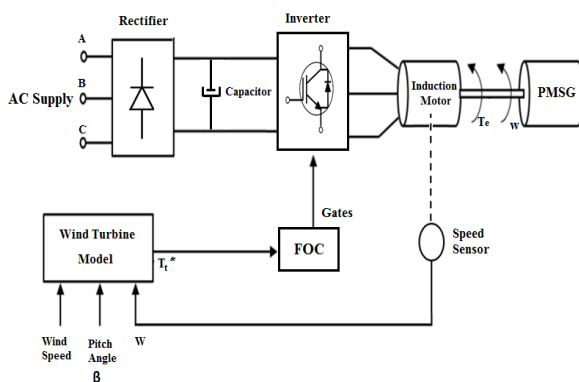 Rectifier
Inverter
A
B
AC Supply
C
Capacitor
Induction
Motor
PMSG
Te
W
Gates
Wind Turbine
Model
Tt*
FOC
Speed
Sensor
Wind
Speed
Pitch
Angle
β
W